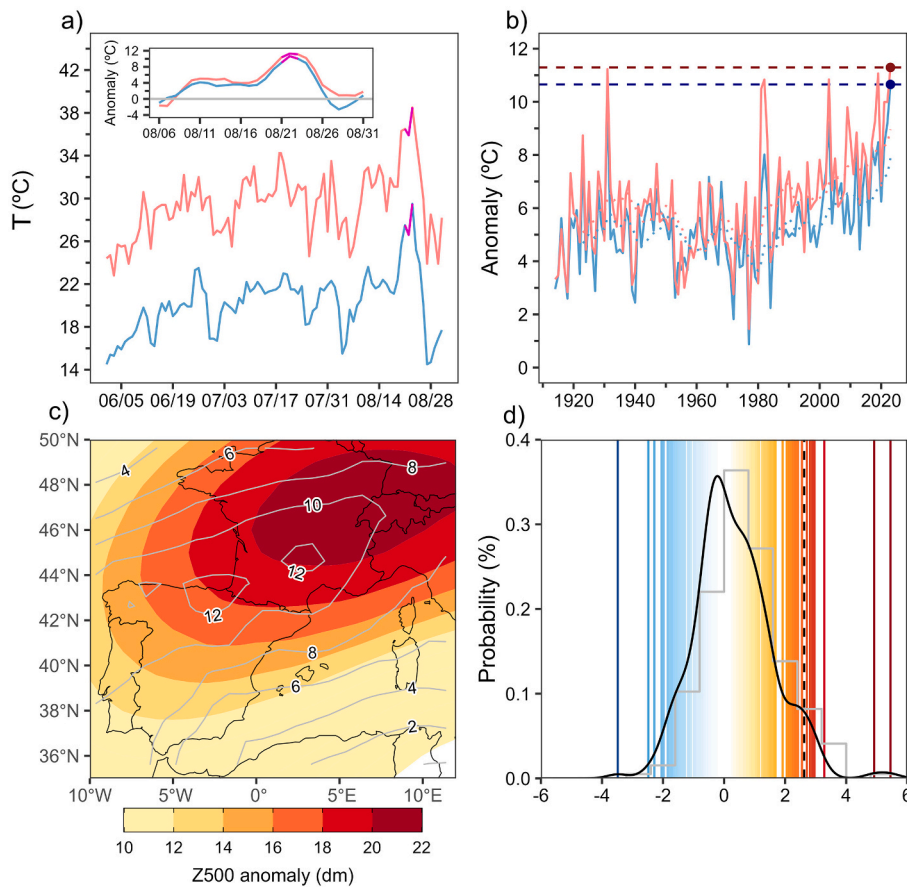 a)
T (ºC)
42
38
34
30
26
22
18
14
06/05 06/19 07/03 07/17 07/31 08/14 08/28
Anomaly (ºC)
12
8
4
0
-4
08/06 08/11 08/16 08/21 08/26 08/31
b)
Anomaly (ºC)
12
10
8
6
4
2
0
1920 1940 1960 1980 2000 2020
c)
50°N
48°N
46°N
44°N
42°N
40°N
38°N
36°N
10°W 5°W 0° 5°E 10°E
4 6 8
10
12
12
8
6 4
2
10 12 14 16 18 20 22
Z500 anomaly (dm)
d)
Probability (%)
0.4
0.3
0.2
0.1
0.0
-6 -4 -2 0 2 4 6